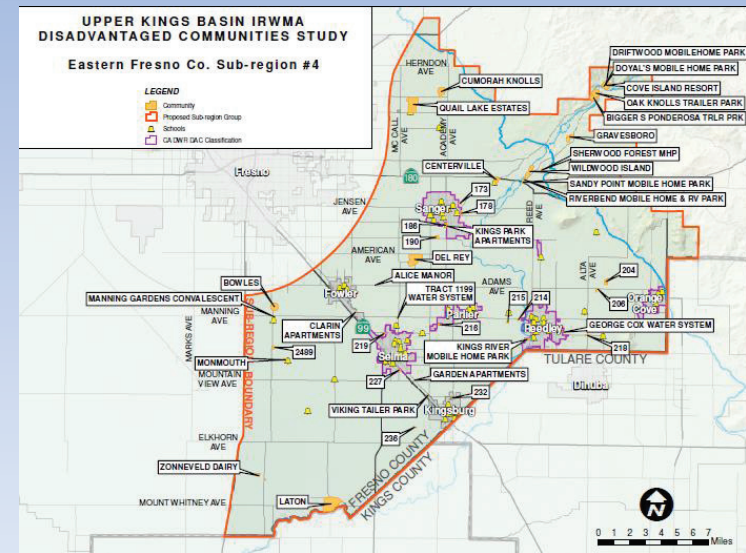 UPPER KINGS BASIN IRWMA
DISADVANTAGED COMMUNITIES STUDY
Eastern Fresno Co. Sub-region #4
LEGEND
Community
Proposed Sub-region Group
Schools
CA DWR DAC Classification
HERNDON
AVE
DRIFTWOOD MOBILEHOME PARK
DOYAL'S MOBILE HOME PARK
COVE ISLAND RESORT
OAK KNOLLS TRAILER PARK
BIGGER S PONDEROSA TRLR PRK
CUMORAH KNOLLS
QUAIL LAKE ESTATES
MC CALL
AVE
ACADEMY
AVE
GRAVESBORO
SHERWOOD FOREST MHP
WILDWOOD ISLAND
SANDY POINT MOBILE HOME PARK
RIVERBEND MOBILE HOME & RV PARK
CENTERVILLE
Fresno
180
173
178
JENSEN
AVE
Sanger
REED
AVE
186
190
KINGS PARK
APARTMENTS
AMERICAN
AVE
DEL REY
ALICE MANOR
ADAMS
AVE
ALTA
AVE
204
206
BOWLES
Fowler
TRACT 1199
WATER SYSTEM
215
214
Orange
Cove
MANNING GARDENS CONVALESCENT
MANNING
AVE
CLARIN
APARTMENTS
99
Parlier
216
Reedley
GEORGE COX WATER SYSTEM
MARKS AVE
SUB-REGION BOUNDARY
219
2489
Selma
KINGS RIVER
MOBILE HOME PARK
218
TULARE COUNTY
MONMOUTH
MOUNTAIN
VIEW AVE
GARDEN APARTMENTS
Dinuba
227
232
VIKING TAILER PARK
Kingsburg
236
ELKHORN
AVE
ZONNEVELD DAIRY
FRESNO COUNTY
KINGS COUNTY
MOUNT WHITNEY AVE
LATON
N
0 1 2 3 4 5 6 7
Miles